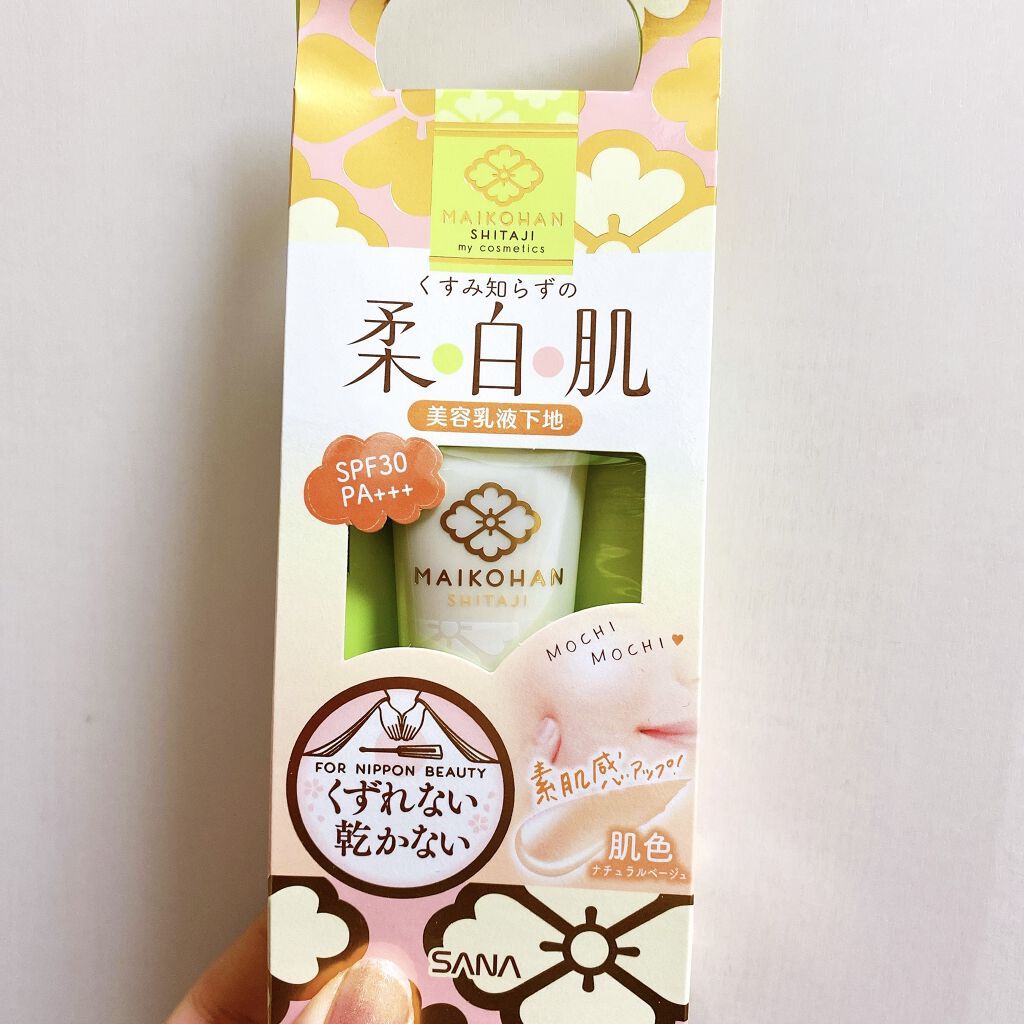 MAIKOHAN
SHITAJI
my cosmetics
くすみ知らずの
柔・白・肌
美容乳液下地
SPF30
PA+++
MAIKOHAN
SHITAJI
MOCHI
MOCHI♥
FOR NIPPON BEAUTY
くずれない
乾かない
素肌感アップ!
肌色
ナチュラルベージュ
SANA